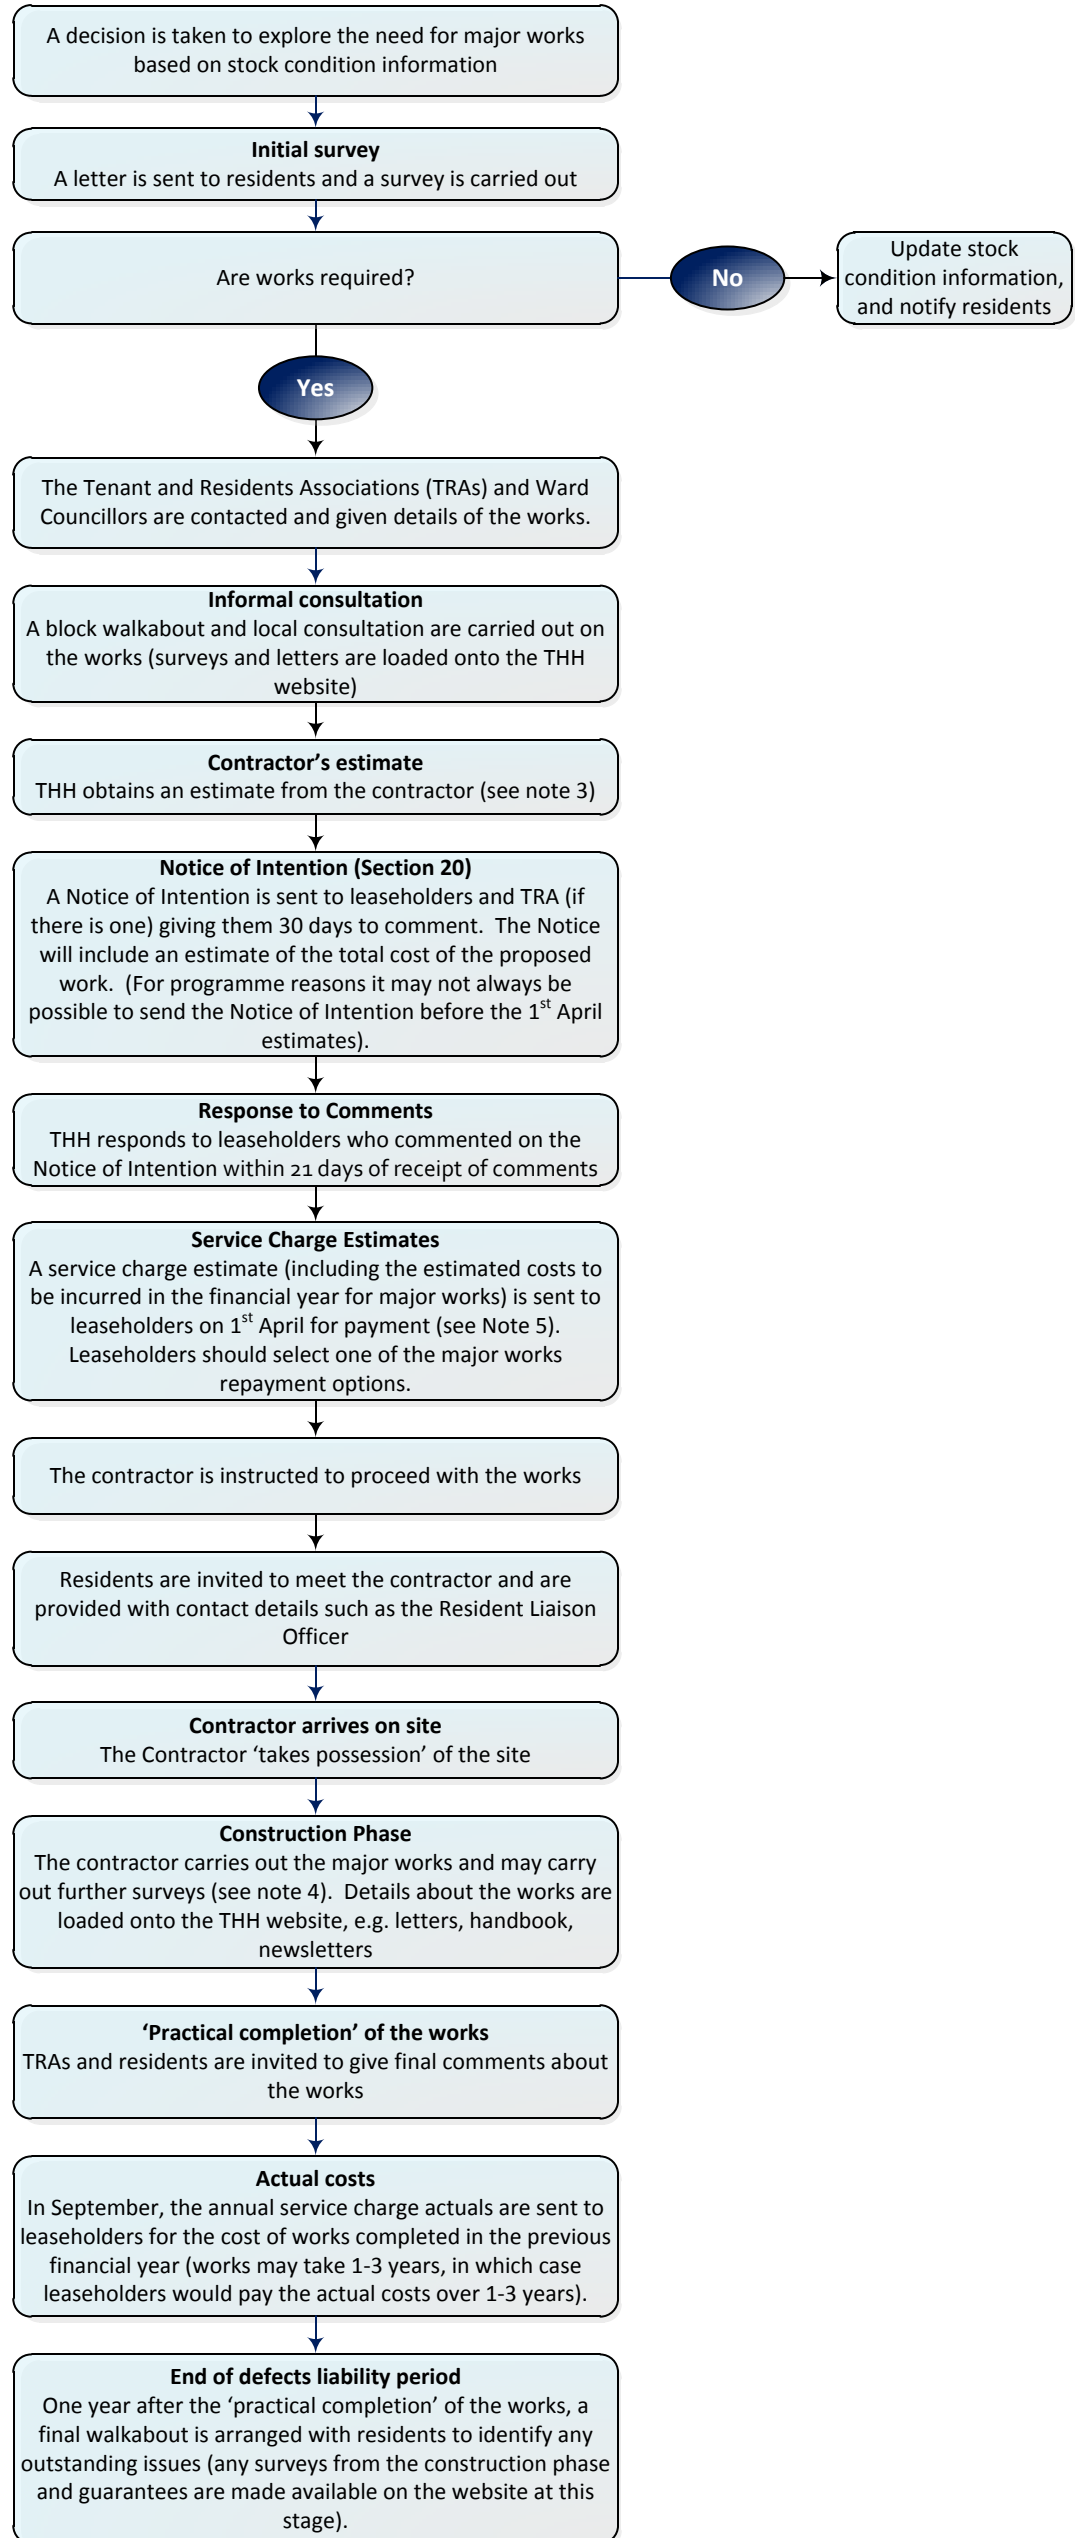 A decision is taken to explore the need for major works
based on stock condition information
Initial survey
A letter is sent to residents and a survey is carried out
Are works required?
No
Update stock
condition information,
and notify residents
Yes
The Tenant and Residents Associations (TRAs) and Ward
Councillors are contacted and given details of the works.
Informal consultation
A block walkabout and local consultation are carried out on
the works (surveys and letters are loaded onto the THH
website)
Contractor’s estimate
THH obtains an estimate from the contractor (see note 3)
Notice of Intention (Section 20)
A Notice of Intention is sent to leaseholders and TRA (if
there is one) giving them 30 days to comment.  The Notice
will include an estimate of the total cost of the proposed
work.  (For programme reasons it may not always be
possible to send the Notice of Intention before the 1st April
estimates).
Response to Comments
THH responds to leaseholders who commented on the
Notice of Intention within 21 days of receipt of comments
Service Charge Estimates
A service charge estimate (including the estimated costs to
be incurred in the financial year for major works) is sent to
leaseholders on 1st April for payment (see Note 5).
Leaseholders should select one of the major works
repayment options.
The contractor is instructed to proceed with the works
Residents are invited to meet the contractor and are
provided with contact details such as the Resident Liaison
Officer
Contractor arrives on site
The Contractor ‘takes possession’ of the site
Construction Phase
The contractor carries out the major works and may carry
out further surveys (see note 4).  Details about the works are
loaded onto the THH website, e.g. letters, handbook,
newsletters
‘Practical completion’ of the works
TRAs and residents are invited to give final comments about
the works
Actual costs
In September, the annual service charge actuals are sent to
leaseholders for the cost of works completed in the previous
financial year (works may take 1-3 years, in which case
leaseholders would pay the actual costs over 1-3 years).
End of defects liability period
One year after the ‘practical completion’ of the works, a
final walkabout is arranged with residents to identify any
outstanding issues (any surveys from the construction phase
and guarantees are made available on the website at this
stage).